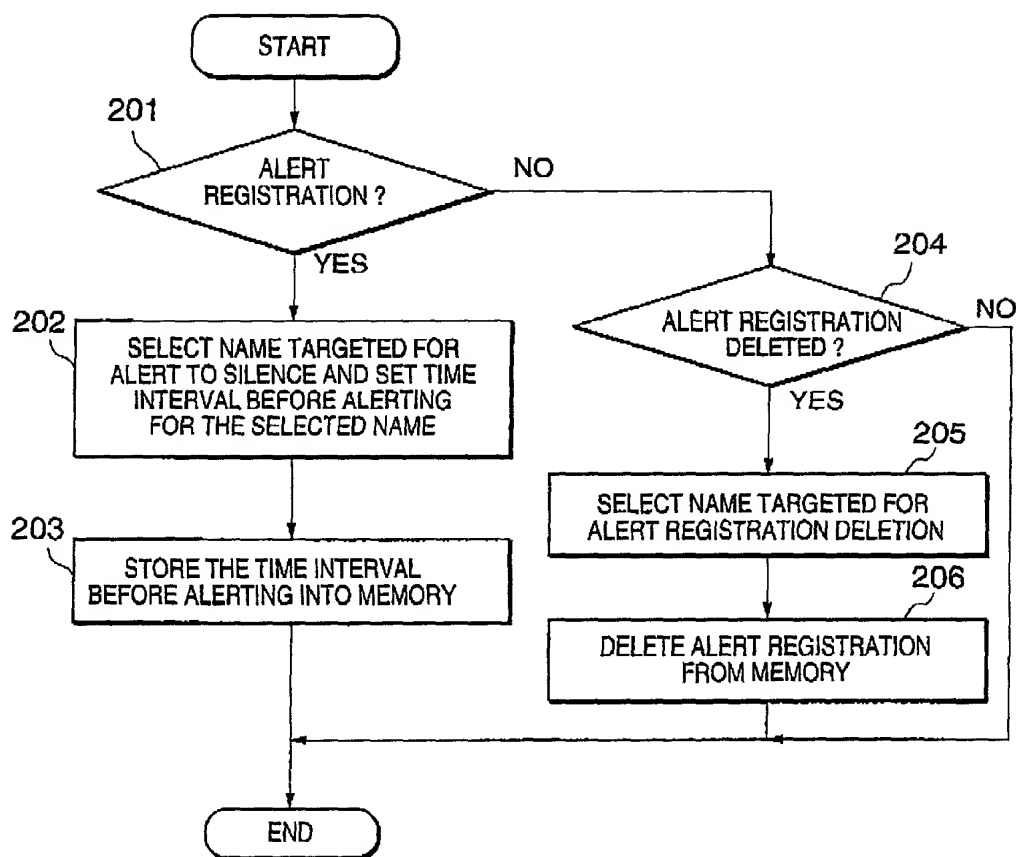 START
201
ALERT
REGISTRATION ?
NO
YES
204
ALERT REGISTRATION
DELETED ?
NO
YES
202
SELECT NAME TARGETED FOR
ALERT TO SILENCE AND SET TIME
INTERVAL BEFORE ALERTING
FOR THE SELECTED NAME
205
SELECT NAME TARGETED FOR
ALERT REGISTRATION DELETION
203
STORE THE TIME INTERVAL
BEFORE ALERTING INTO MEMORY
206
DELETE ALERT REGISTRATION
FROM MEMORY
END